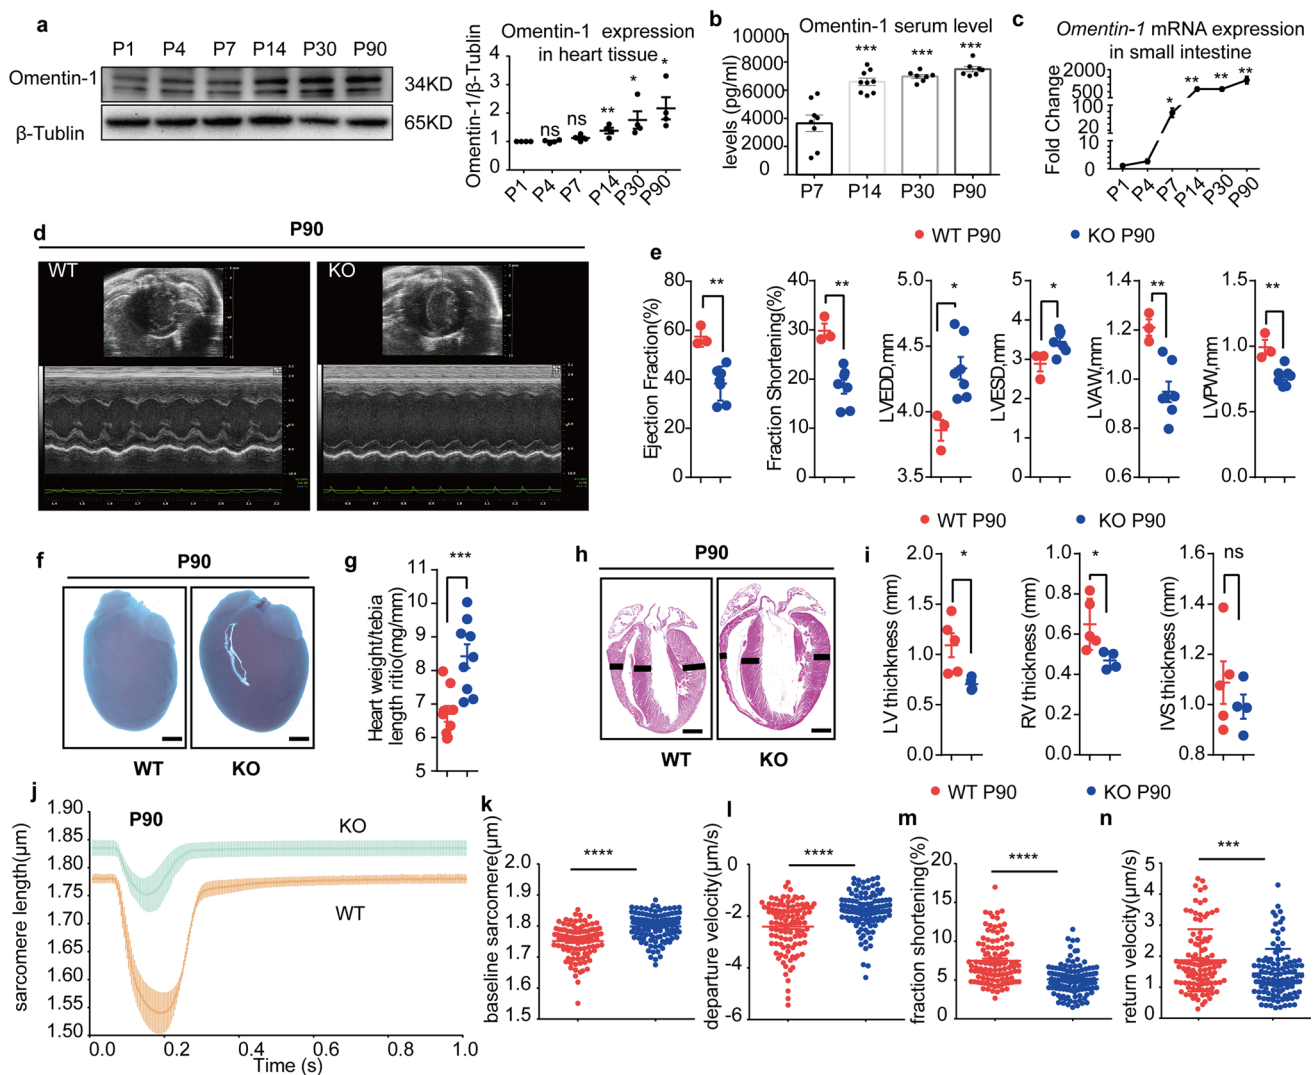 a
P1 P4 P7 P14 P30 P90
Omentin-1
34KD
β-Tublin
65KD
Omentin-1 expression
in heart tissue
Omentin-1/β-Tublin
4
3
2
1
0
ns
ns
**
*
*
P1 P4 P7 P14 P30 P90
b
Omentin-1 serum level
levels (pg/ml)
10000
8000
6000
4000
2000
0
***
***
***
P7 P14 P30 P90
c
Omentin-1 mRNA expression
in small intestine
Fold Change
2000
500
100
20
10
0
*
**
**
**
P1 P4 P7 P14 P30 P90
d
P90
WT
KO
e
WT P90 KO P90
Ejection Fraction(%)
80
60
40
20
0
**
Fraction Shortening(%)
40
30
20
10
0
**
LVEDD,mm
5.0
4.5
4.0
3.5
*
LVESD,mm
5
4
3
2
1
0
*
LVAW,mm
1.4
1.2
1.0
0.8
0.6
**
LVPW,mm
1.5
1.0
0.5
0.0
**
f
P90
WT KO
g
Heart weight/tebia
length ritio(mg/mm)
11
10
9
8
7
6
5
***
h
P90
WT KO
i
WT P90 KO P90
LV thickness (mm)
2.0
1.5
1.0
0.5
0.0
*
RV thickness (mm)
1.0
0.8
0.6
0.4
0.2
0.0
*
IVS thickness (mm)
1.6
1.4
1.2
1.0
0.8
ns
j
P90
sarcomere length(μm)
1.90
1.85
1.80
1.75
1.70
1.65
1.60
1.55
1.50
KO
WT
0.0 0.2 0.4 0.6 0.8 1.0
Time (s)
WT P90 KO P90
k
baseline sarcomere(μm)
2.0
1.9
1.8
1.7
1.6
1.5
****
l
departure velocity(μm/s)
0
-2
-4
-6
****
m
fraction shortening(%)
20
15
10
5
0
****
n
return velocity(μm/s)
5
4
3
2
1
0
***